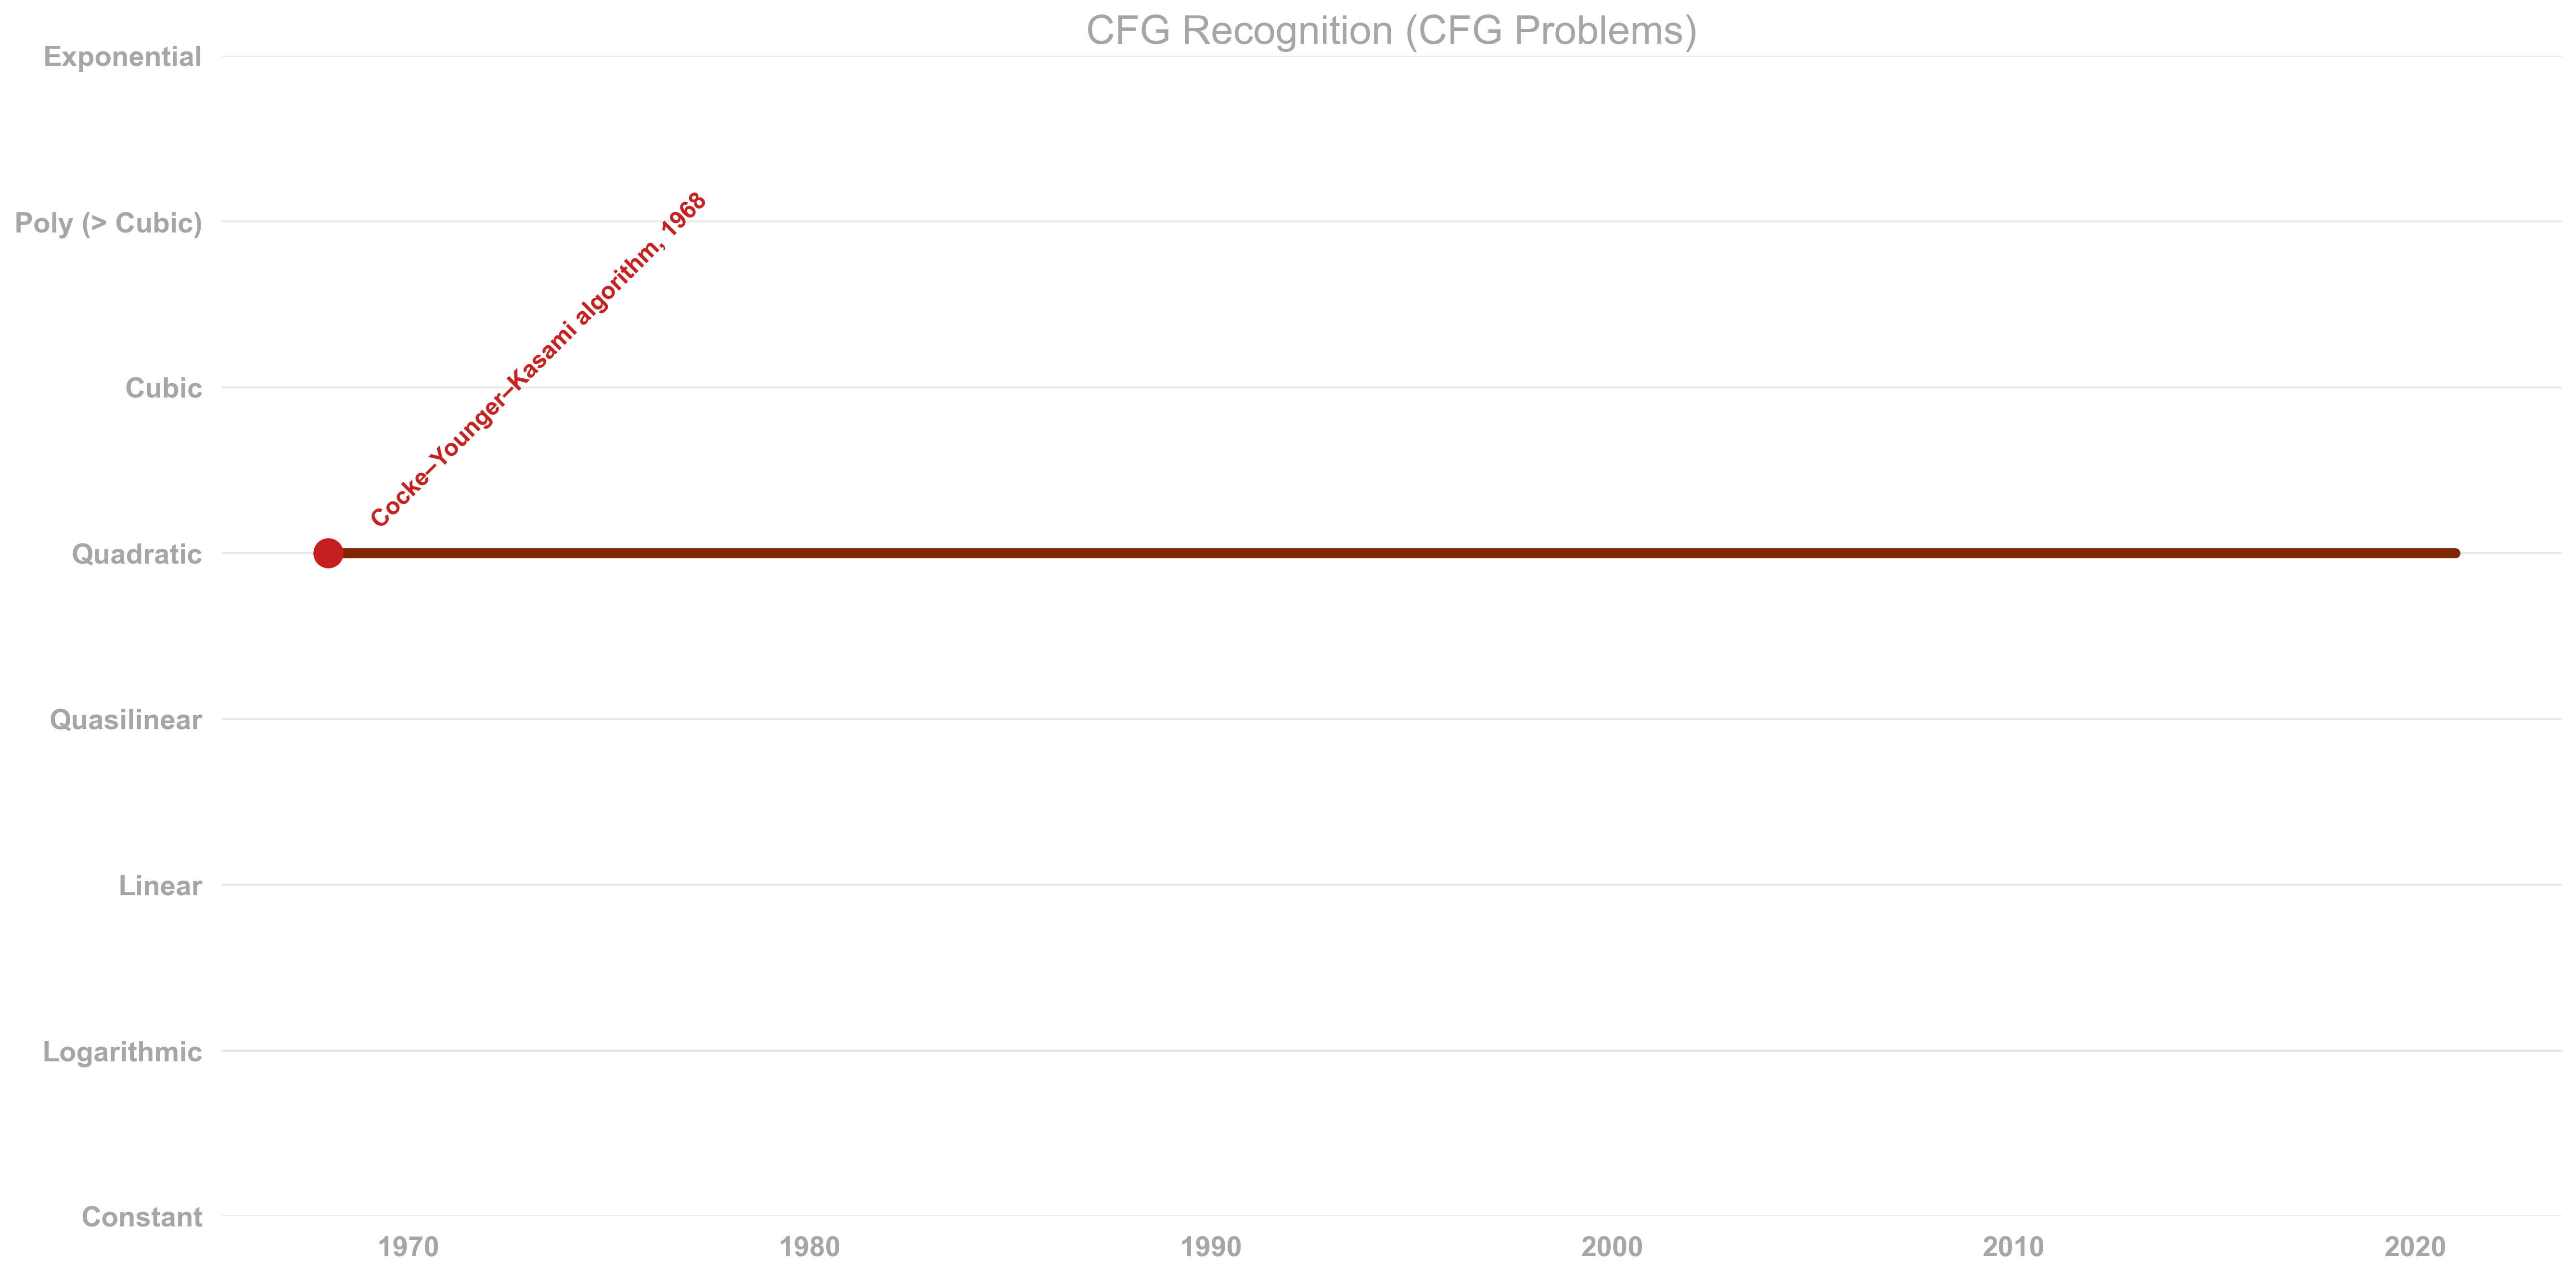 CFG Recognition (CFG Problems)
Exponential
Poly (> Cubic)
Cubic
Quadratic
Quasilinear
Linear
Logarithmic
Constant
Cocke–Younger–Kasami algorithm, 1968
1970 1980 1990 2000 2010 2020